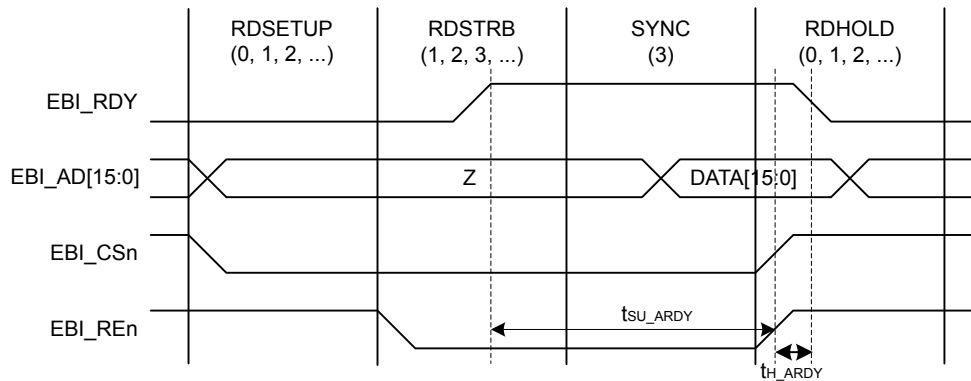 RDSETUP
(0, 1, 2, ...)
RDSTRB
(1, 2, 3, ...)
SYNC
(3)
RDHOLD
(0, 1, 2, ...)
EBI_RDY
EBI_AD[15:0]
Z
DATA[15:0]
EBI_CSn
EBI_REn
tSU_ARDY
tH_ARDY